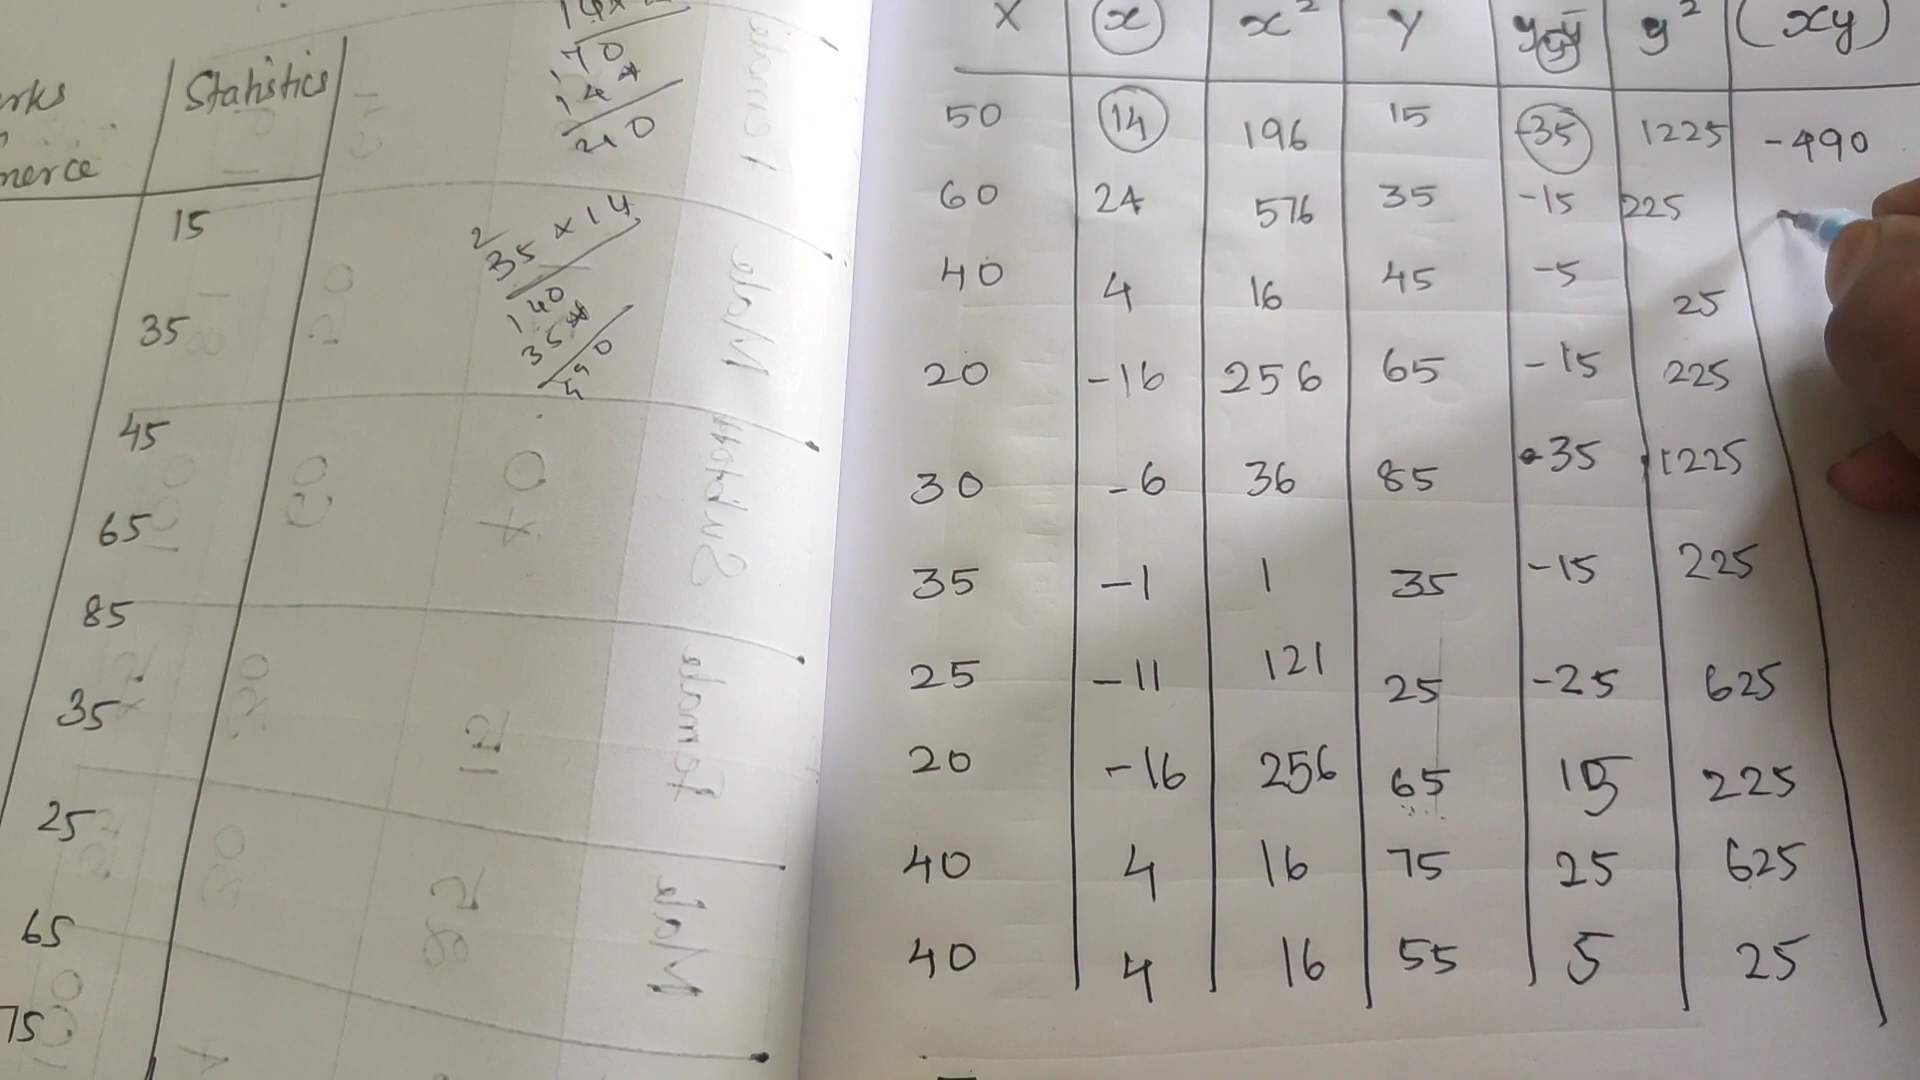 rks
nerce
Statistics
15
35
45
65
85
35
25
65
75
70
14*
210
2
35 × 14
140
35*
X x x² Y y² (xy)
50 14 196 15 -35 1225 -490
60 24 576 35 -15 225
40 4 16 45 -5 25
20 -16 256 65 -15 225
30 -6 36 85 35 1225
35 -1 1 35 -15 225
25 -11 121 25 -25 625
20 -16 256 65 15 225
40 4 16 75 25 625
40 4 16 55 5 25